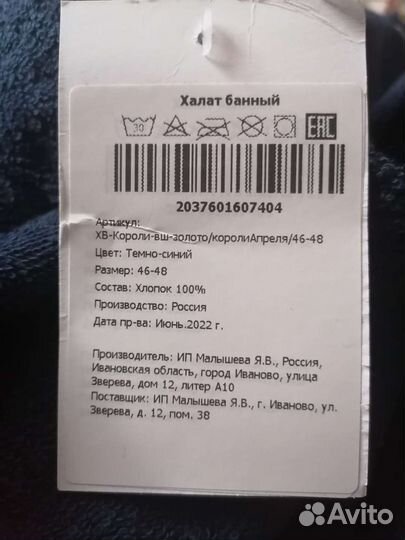 Халат банный
30
EAC
2037601607404
Артикул:
ХВ-Короли-вш-золото/королиАпреля/46-48
Цвет: Темно-синий
Размер: 46-48
Состав: Хлопок 100%
Производство: Россия
Дата пр-ва: Июнь.2022 г.
Производитель: ИП Малышева Я.В., Россия,
Ивановская область, город Иваново, улица
Зверева, дом 12, литер А10
Поставщик: ИП Малышева Я.В., г. Иваново, ул.
Зверева, д. 12, пом. 38
Avito